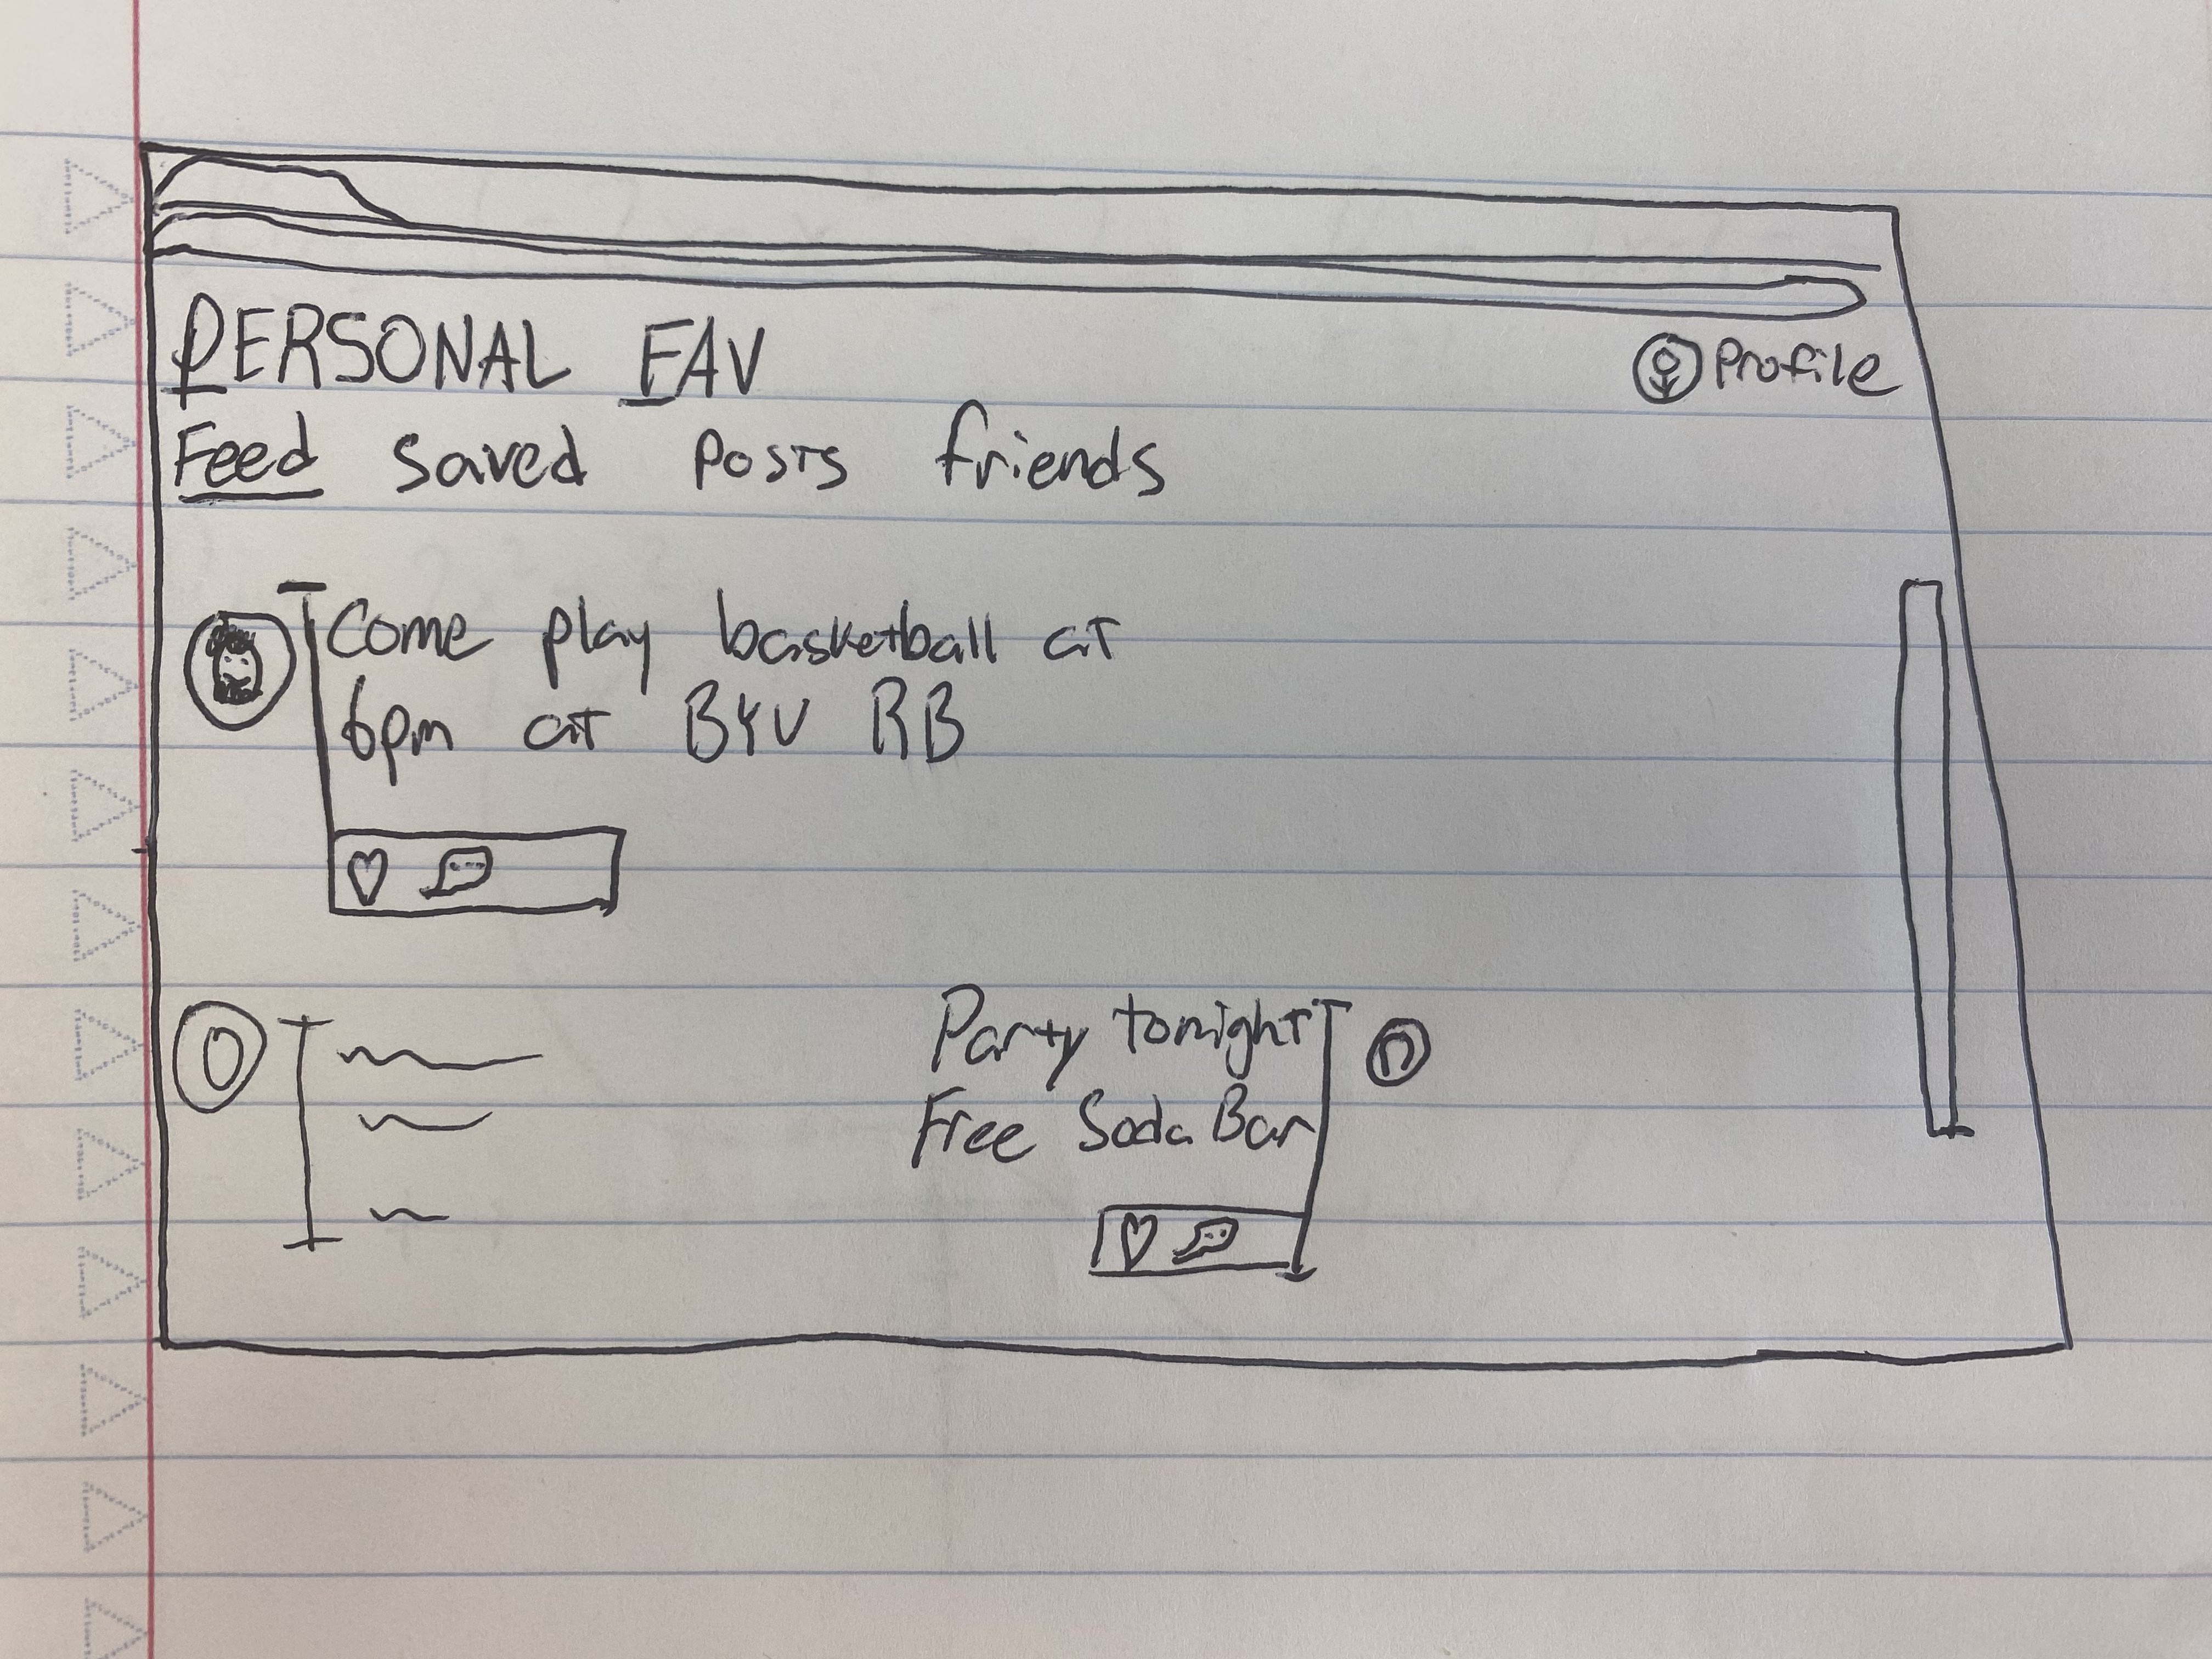 PERSONAL FAV
Profile
Feed saved posts friends
Come play basketball at
6pm at BYU RB
Party tonight
Free Soda Bar